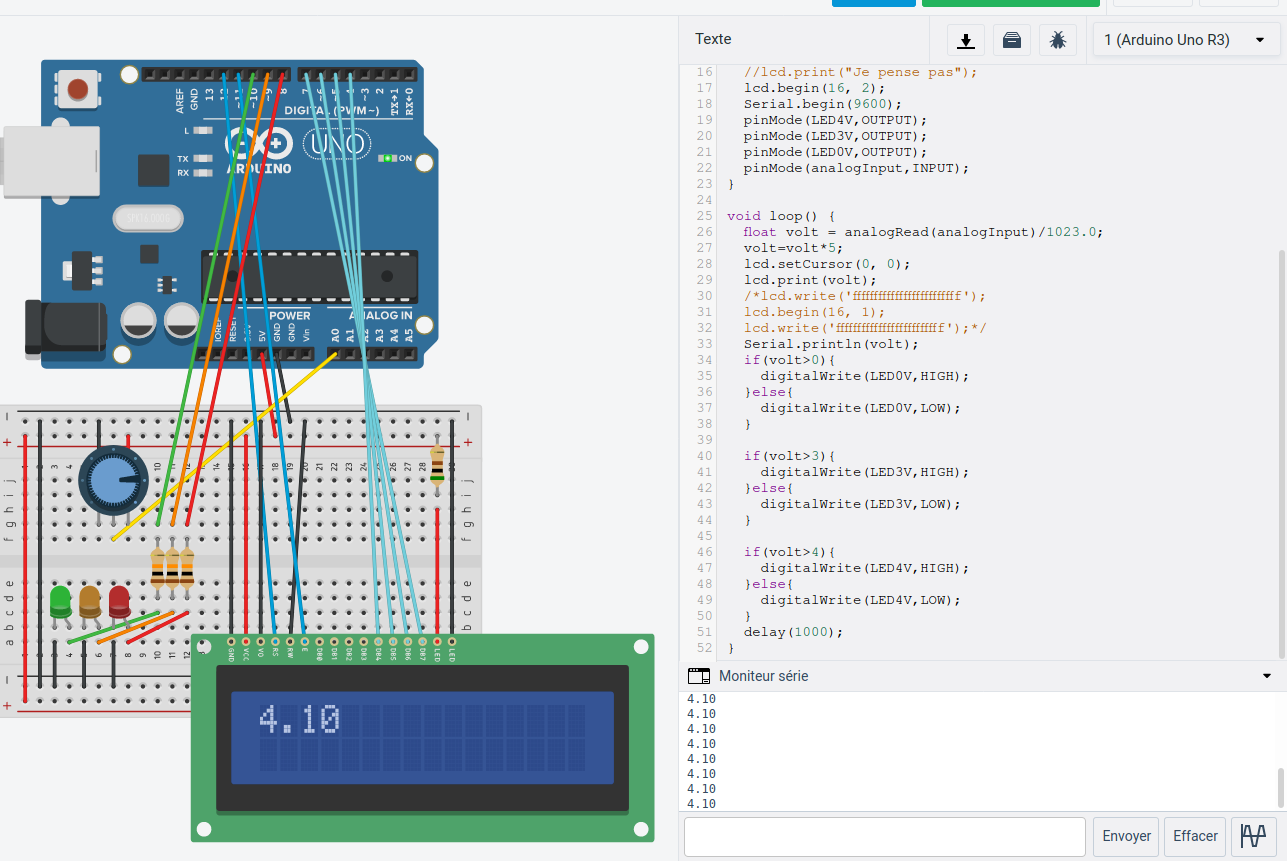 Texte
1 (Arduino Uno R3)
16 //lcd.print("Je pense pas");
17 lcd.begin(16, 2);
18 Serial.begin(9600);
19 pinMode(LED4V,OUTPUT);
20 pinMode(LED3V,OUTPUT);
21 pinMode(LED0V,OUTPUT);
22 pinMode(analogInput,INPUT);
23 }
24
25 void loop() {
26 float volt = analogRead(analogInput)/1023.0;
27 volt=volt*5;
28 lcd.setCursor(0, 0);
29 lcd.print(volt);
30 /*lcd.write('ffffffffffffffffffffffff');
31 lcd.begin(16, 1);
32 lcd.write('ffffffffffffffffffffffff');*/
33 Serial.println(volt);
34 if(volt>0){
35 digitalWrite(LED0V,HIGH);
36 }else{
37 digitalWrite(LED0V,LOW);
38 }
39
40 if(volt>3){
41 digitalWrite(LED3V,HIGH);
42 }else{
43 digitalWrite(LED3V,LOW);
44 }
45
46 if(volt>4){
47 digitalWrite(LED4V,HIGH);
48 }else{
49 digitalWrite(LED4V,LOW);
50 }
51 delay(1000);
52 }
Moniteur série
4.10
4.10
4.10
4.10
4.10
4.10
4.10
4.10
Envoyer
Effacer
AREF
GND
13
12
~11
~10
~9
8
7
~6
~5
4
~3
2
TX→1
RX←0
DIGITAL (PWM~)
L
TX
RX
ARDUINO
UNO
ON
POWER
ANALOG IN
IOREF
RESET
5V
GND
GND
Vin
A0
A1
A2
A3
A4
A5
GND
VCC
VO
RS
RW
E
DB0
DB1
DB2
DB3
DB4
DB5
DB6
DB7
LED
LED
4.10